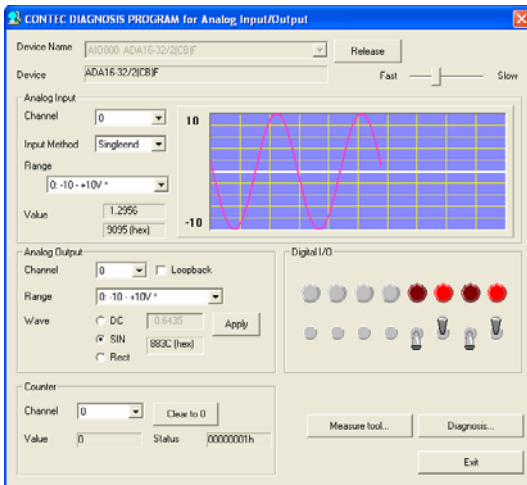 CONTEC DIAGNOSIS PROGRAM for Analog Input/Output
Device Name AIO000 ADA16-32/2(CB)F Release
Device ADA16-32/2(CB)F Fast Slow
Analog Input
Channel 0
Input Method Singleend
Range
0: -10 - +10V *
Value 1.2956
9095 (hex)
10
-10
Analog Output
Channel 0 Loopback
Range 0: -10 - +10V *
Wave DC 0.6435 Apply
SIN 883C (hex)
Rect
Digital I/O
Counter
Channel 0 Clear to 0
Value 0 Status 00000001h
Measure tool... Diagnosis...
Exit